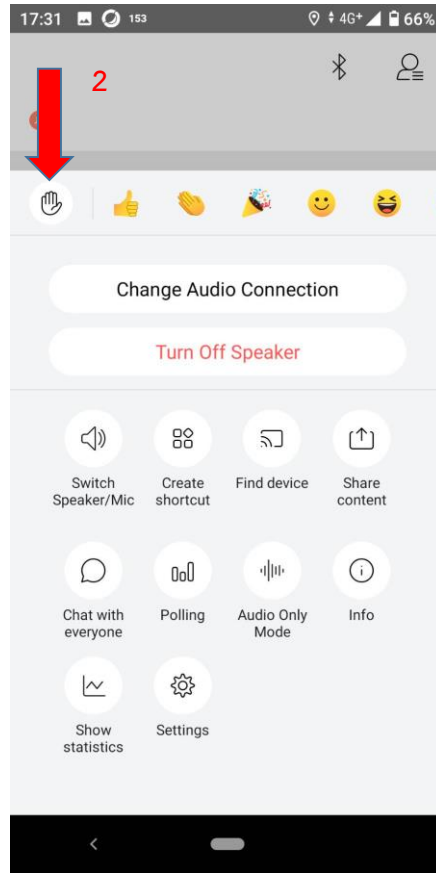 17:31 153 4G+ 66%
2
Change Audio Connection
Turn Off Speaker
Switch Speaker/Mic
Create shortcut
Find device
Share content
Chat with everyone
Polling
Audio Only Mode
Info
Show statistics
Settings